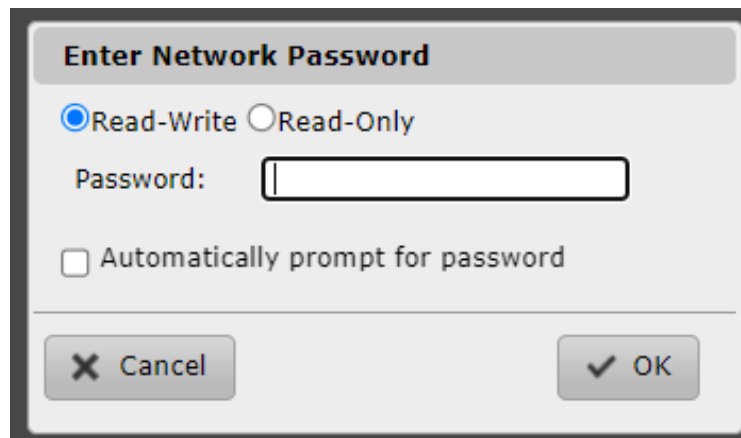 Enter Network Password
Read-Write Read-Only
Password:
Automatically prompt for password
Cancel OK